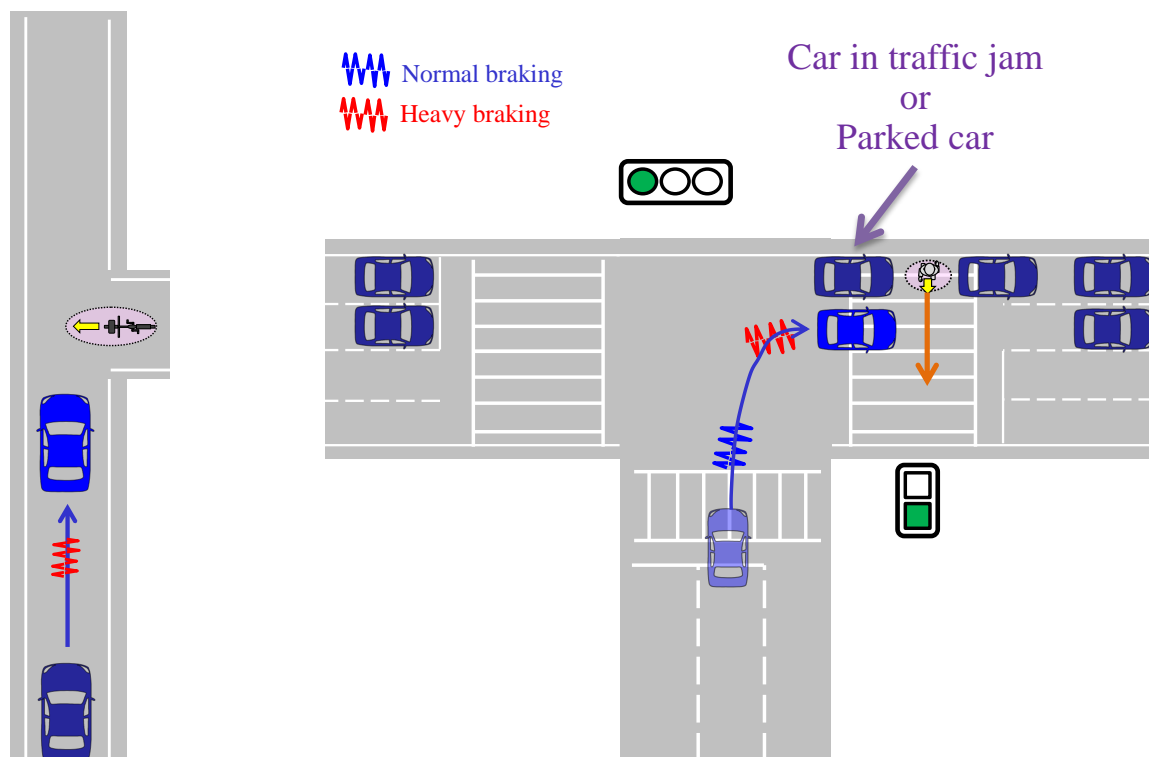 Normal braking
Heavy braking
Car in traffic jam
or
Parked car